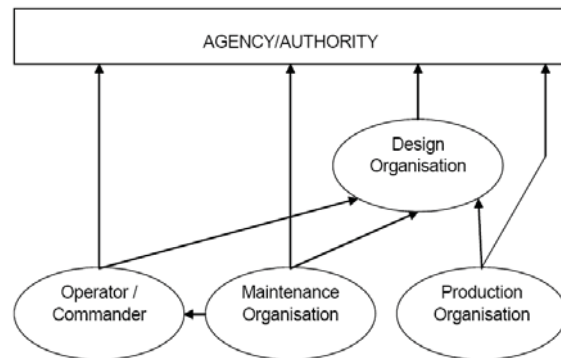 AGENCY/AUTHORITY
Design
Organisation
Operator /
Commander
Maintenance
Organisation
Production
Organisation